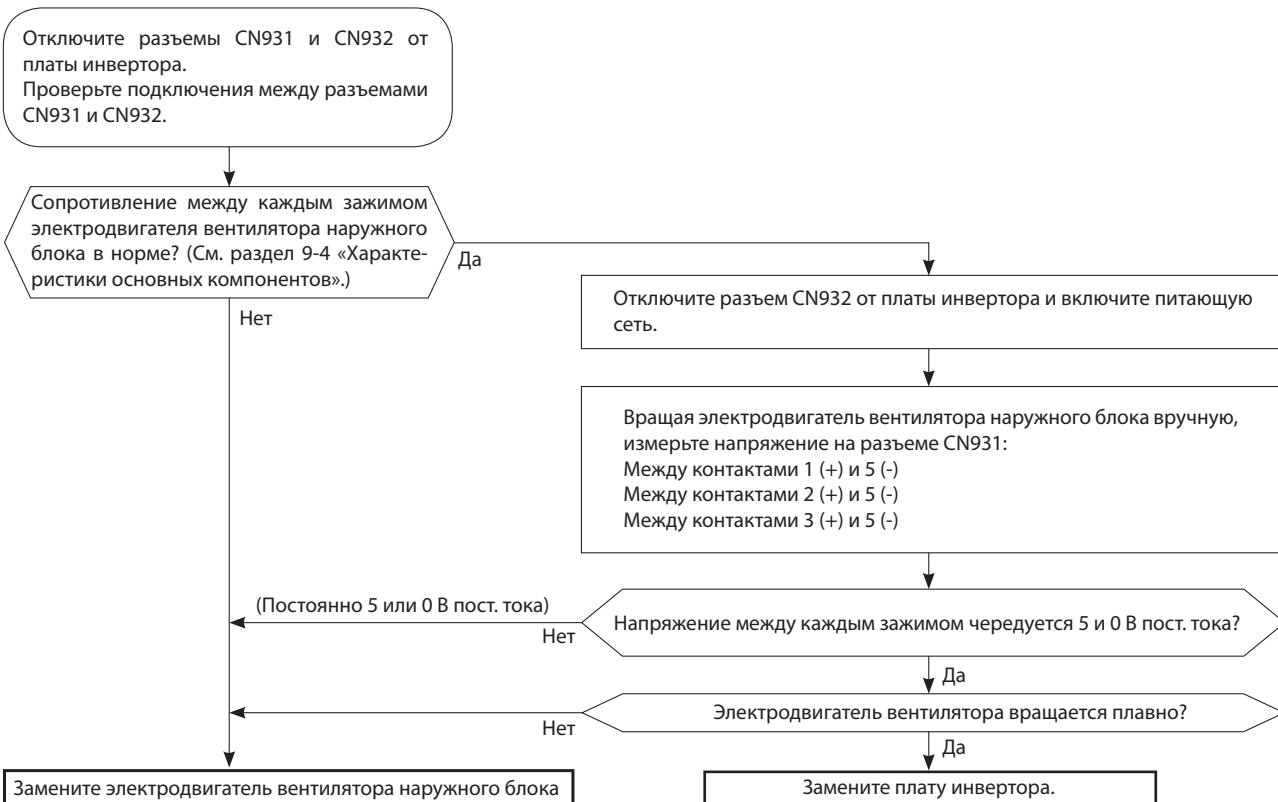 Отключите разъемы CN931 и CN932 от
платы инвертора.
Проверьте подключения между разъемами
CN931 и CN932.
Сопротивление между каждым зажимом
электродвигателя вентилятора наружного
блока в норме? (См. раздел 9-4 «Характе-
ристики основных компонентов».)
Да
Нет
Отключите разъем CN932 от платы инвертора и включите питающую
сеть.
Вращая электродвигатель вентилятора наружного блока вручную,
измерьте напряжение на разъеме CN931:
Между контактами 1 (+) и 5 (-)
Между контактами 2 (+) и 5 (-)
Между контактами 3 (+) и 5 (-)
(Постоянно 5 или 0 В пост. тока)
Нет
Напряжение между каждым зажимом чередуется 5 и 0 В пост. тока?
Да
Нет
Электродвигатель вентилятора вращается плавно?
Да
Замените электродвигатель вентилятора наружного блока
Замените плату инвертора.